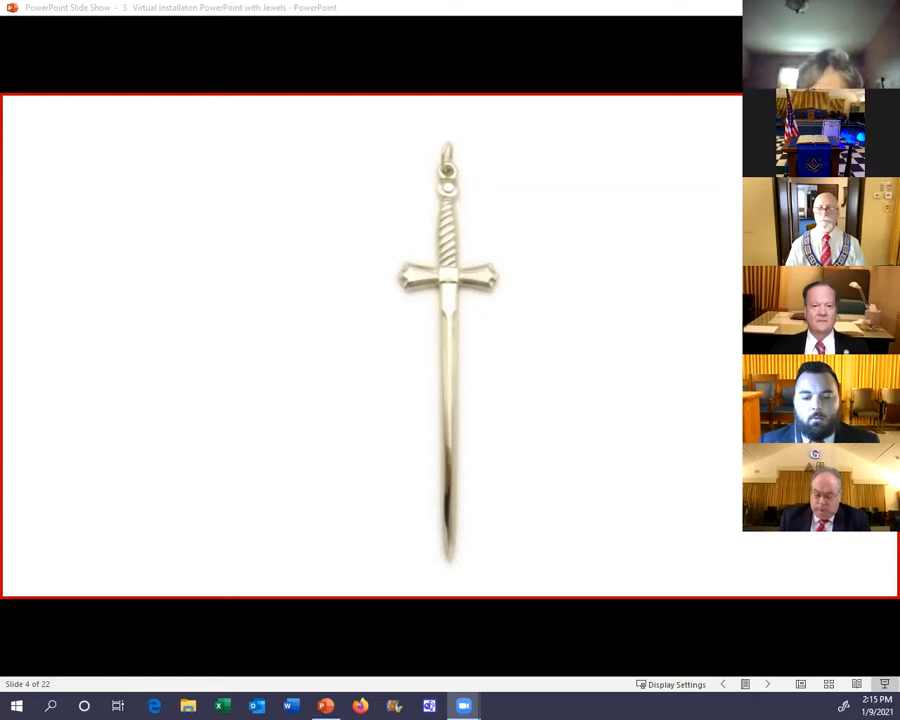 PowerPoint Slide Show - 3. Virtual Installaton PowerPoint with Jewels - PowerPoint
G
Slide 4 of 22
Display Settings
2:15 PM
1/9/2021